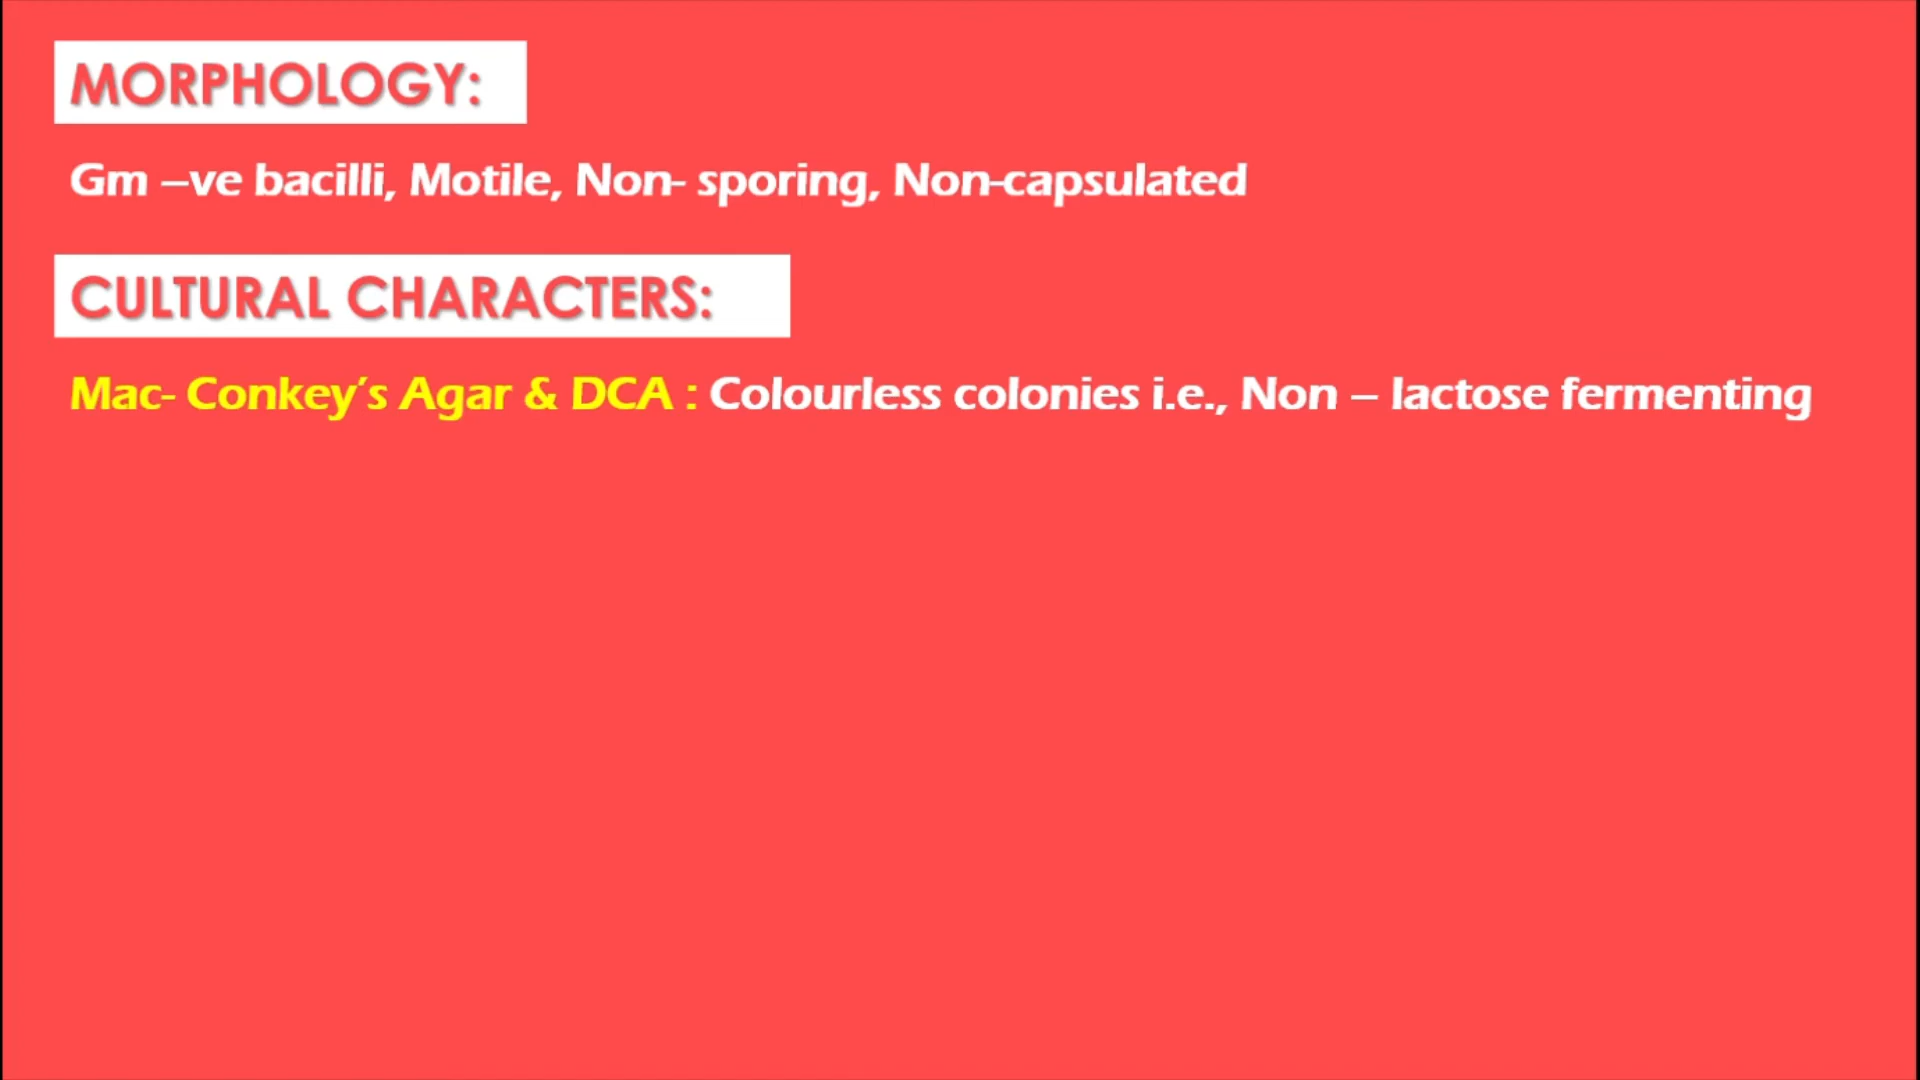 MORPHOLOGY:
Gm –ve bacilli, Motile, Non- sporing, Non-capsulated
CULTURAL CHARACTERS:
Mac- Conkey’s Agar & DCA : Colourless colonies i.e., Non – lactose fermenting